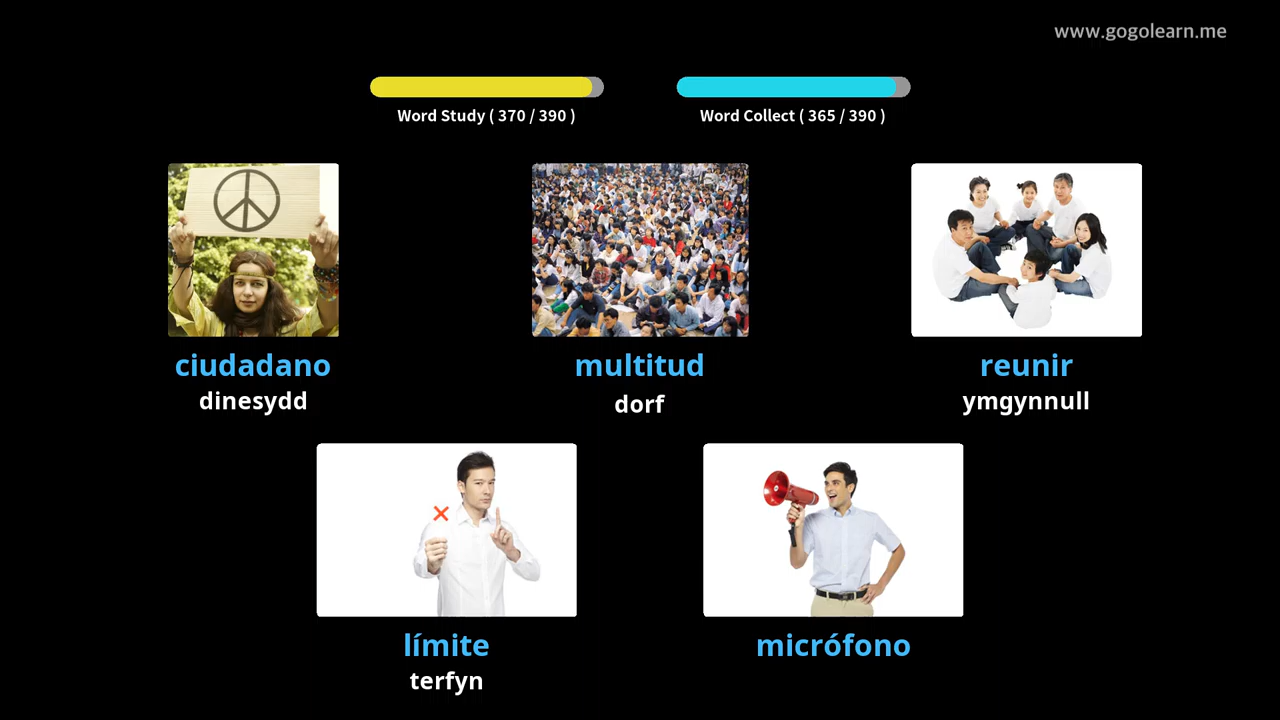 www.gogolearn.me
Word Study ( 370 / 390 )
Word Collect ( 365 / 390 )
ciudadano
dinesydd
multitud
dorf
reunir
ymgynnull
límite
terfyn
micrófono